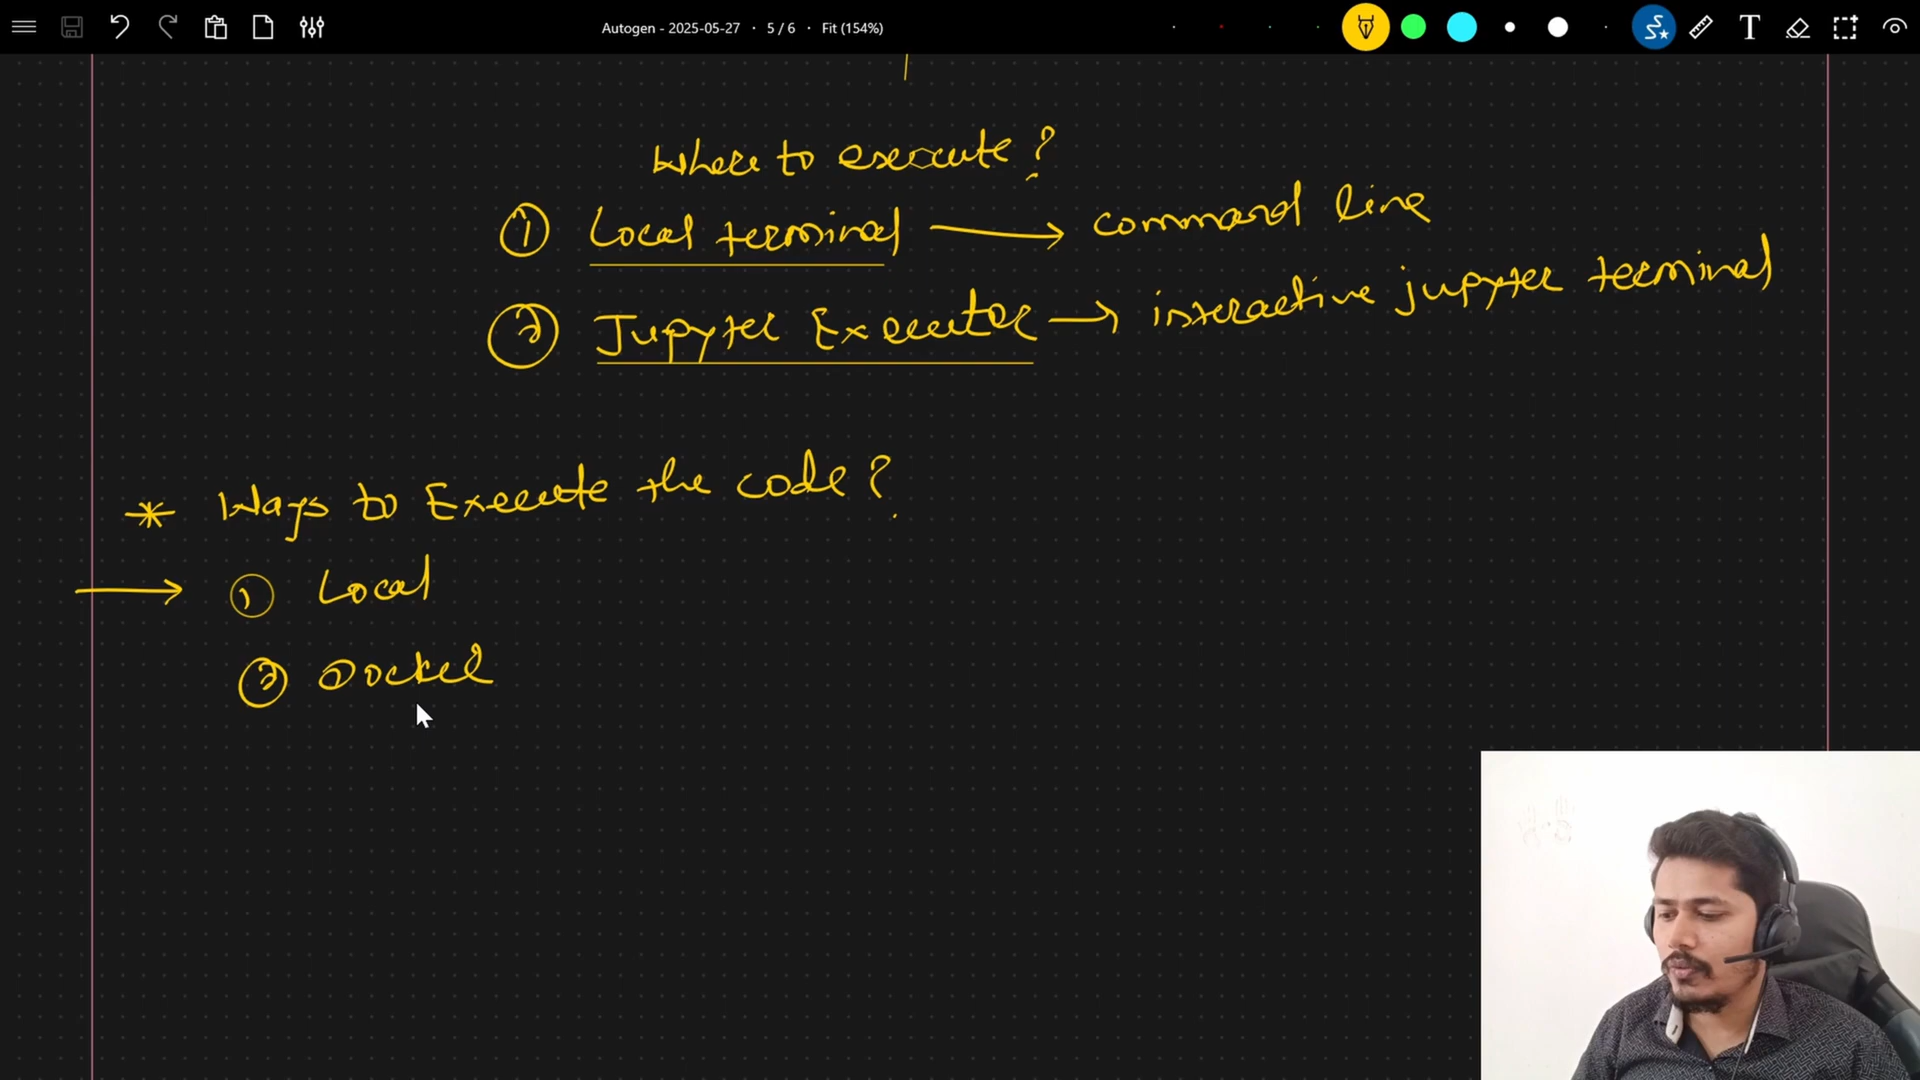 Autogen - 2025-05-27 · 5 / 6 · Fit (154%)
T
Where to execute?
① Local terminal → command line
② Jupyter Executor → interactive jupyter terminal
* Ways to Execute the code?
→ ① Local
② Docker